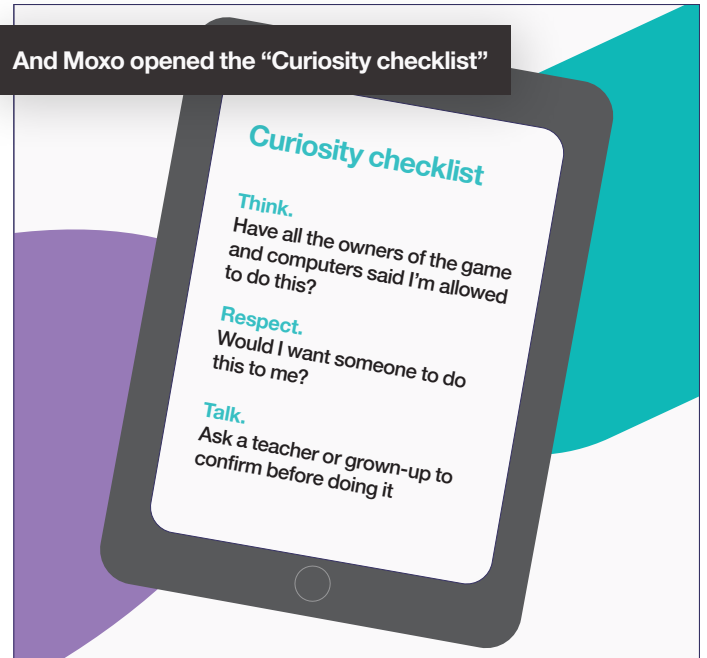 And Moxo opened the “Curiosity checklist”
Curiosity checklist
Think.
Have all the owners of the game
and computers said I’m allowed
to do this?
Respect.
Would I want someone to do
this to me?
Talk.
Ask a teacher or grown-up to
confirm before doing it